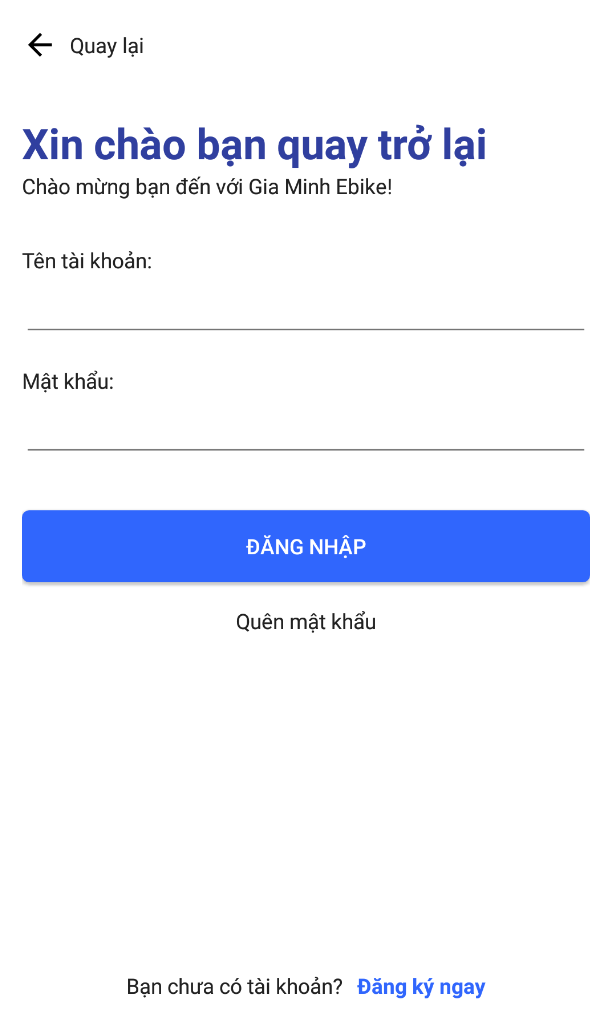 Quay lại
Xin chào bạn quay trở lại
Chào mừng bạn đến với Gia Minh Ebike!
Tên tài khoản:
Mật khẩu:
ĐĂNG NHẬP
Quên mật khẩu
Bạn chưa có tài khoản? Đăng ký ngay